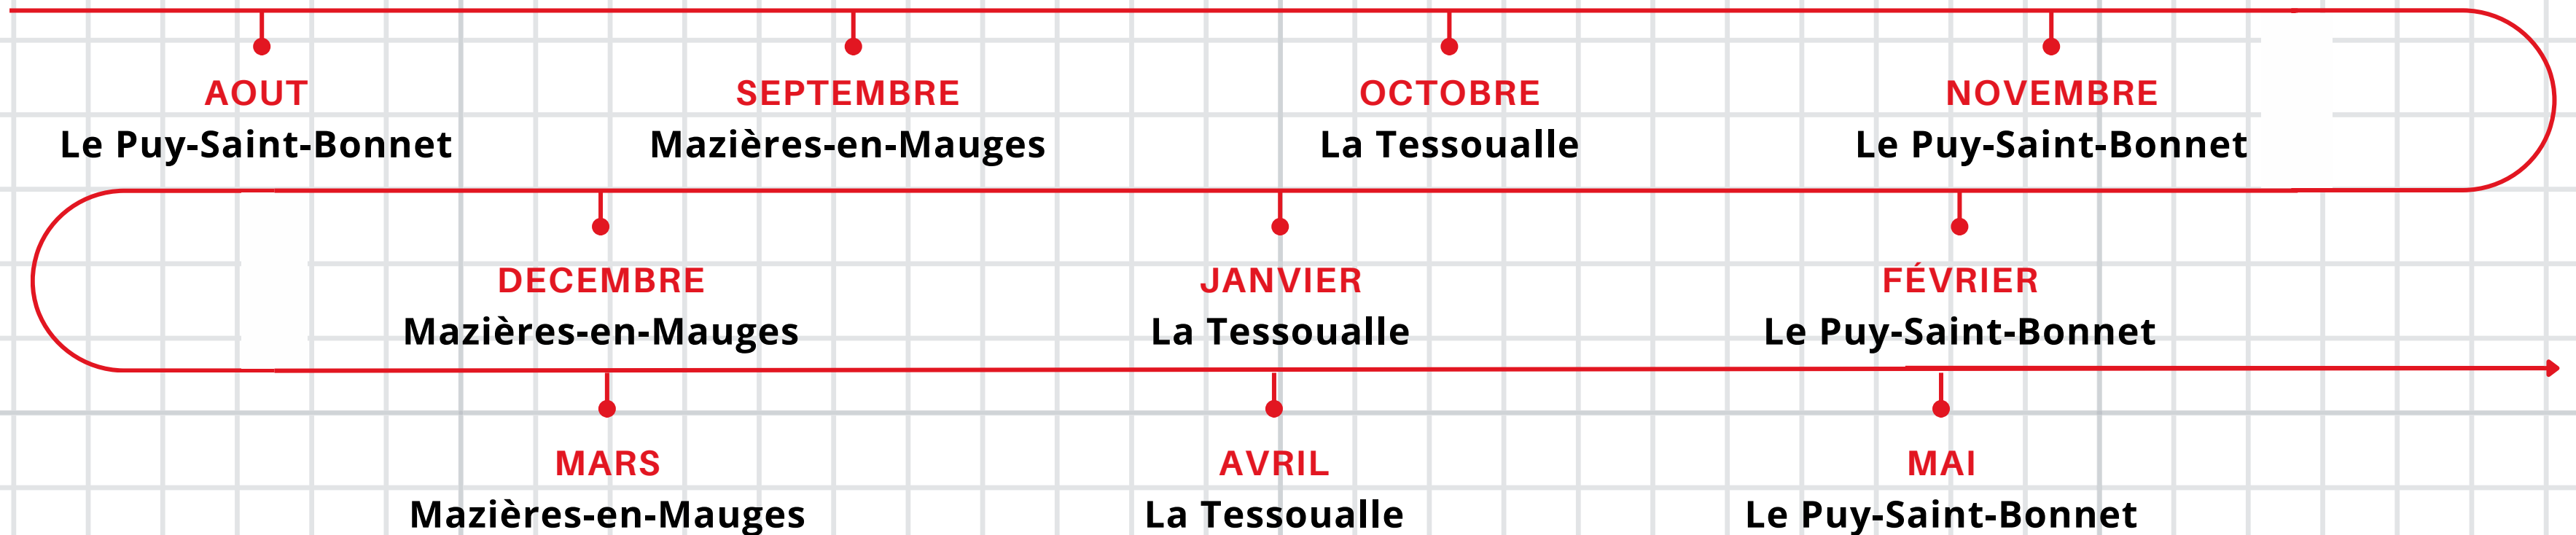 AOUT
Le Puy-Saint-Bonnet
SEPTEMBRE
Mazières-en-Mauges
OCTOBRE
La Tessoualle
NOVEMBRE
Le Puy-Saint-Bonnet
DECEMBRE
Mazières-en-Mauges
JANVIER
La Tessoualle
FÉVRIER
Le Puy-Saint-Bonnet
MARS
Mazières-en-Mauges
AVRIL
La Tessoualle
MAI
Le Puy-Saint-Bonnet